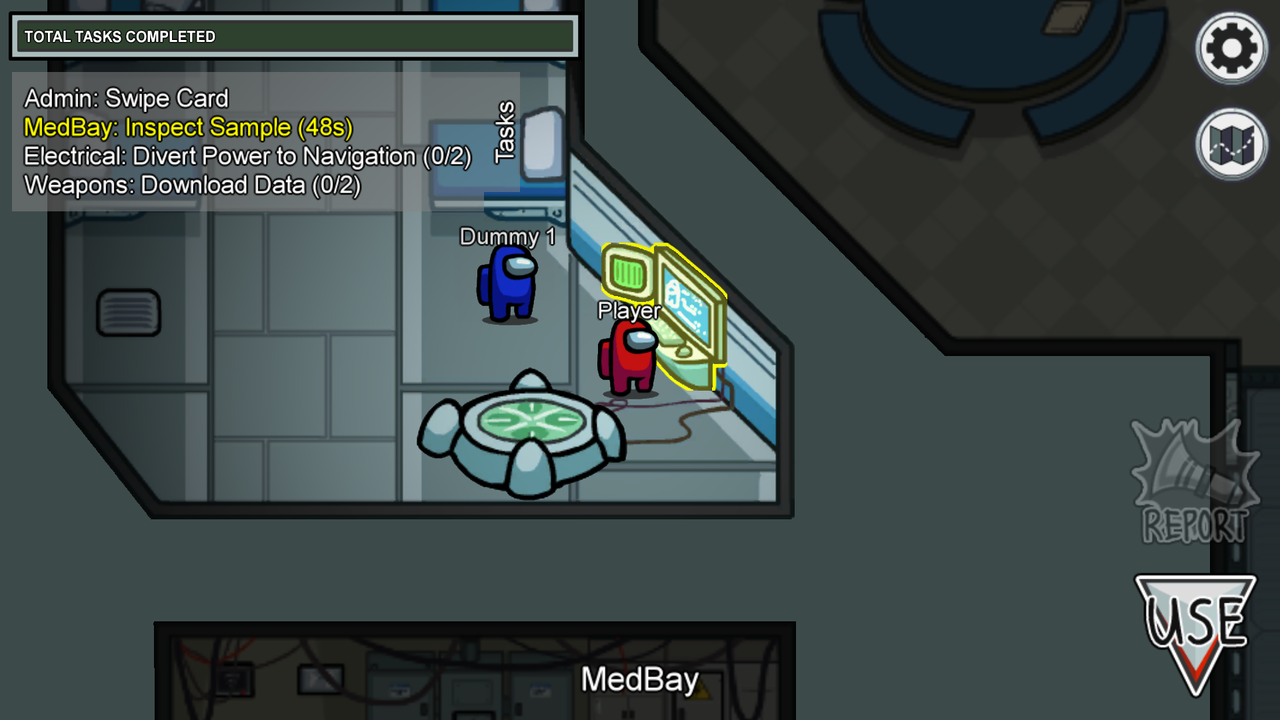 TOTAL TASKS COMPLETED
Admin: Swipe Card
MedBay: Inspect Sample (48s)
Electrical: Divert Power to Navigation (0/2)
Weapons: Download Data (0/2)
Tasks
Dummy 1
Player
REPORT
USE
MedBay